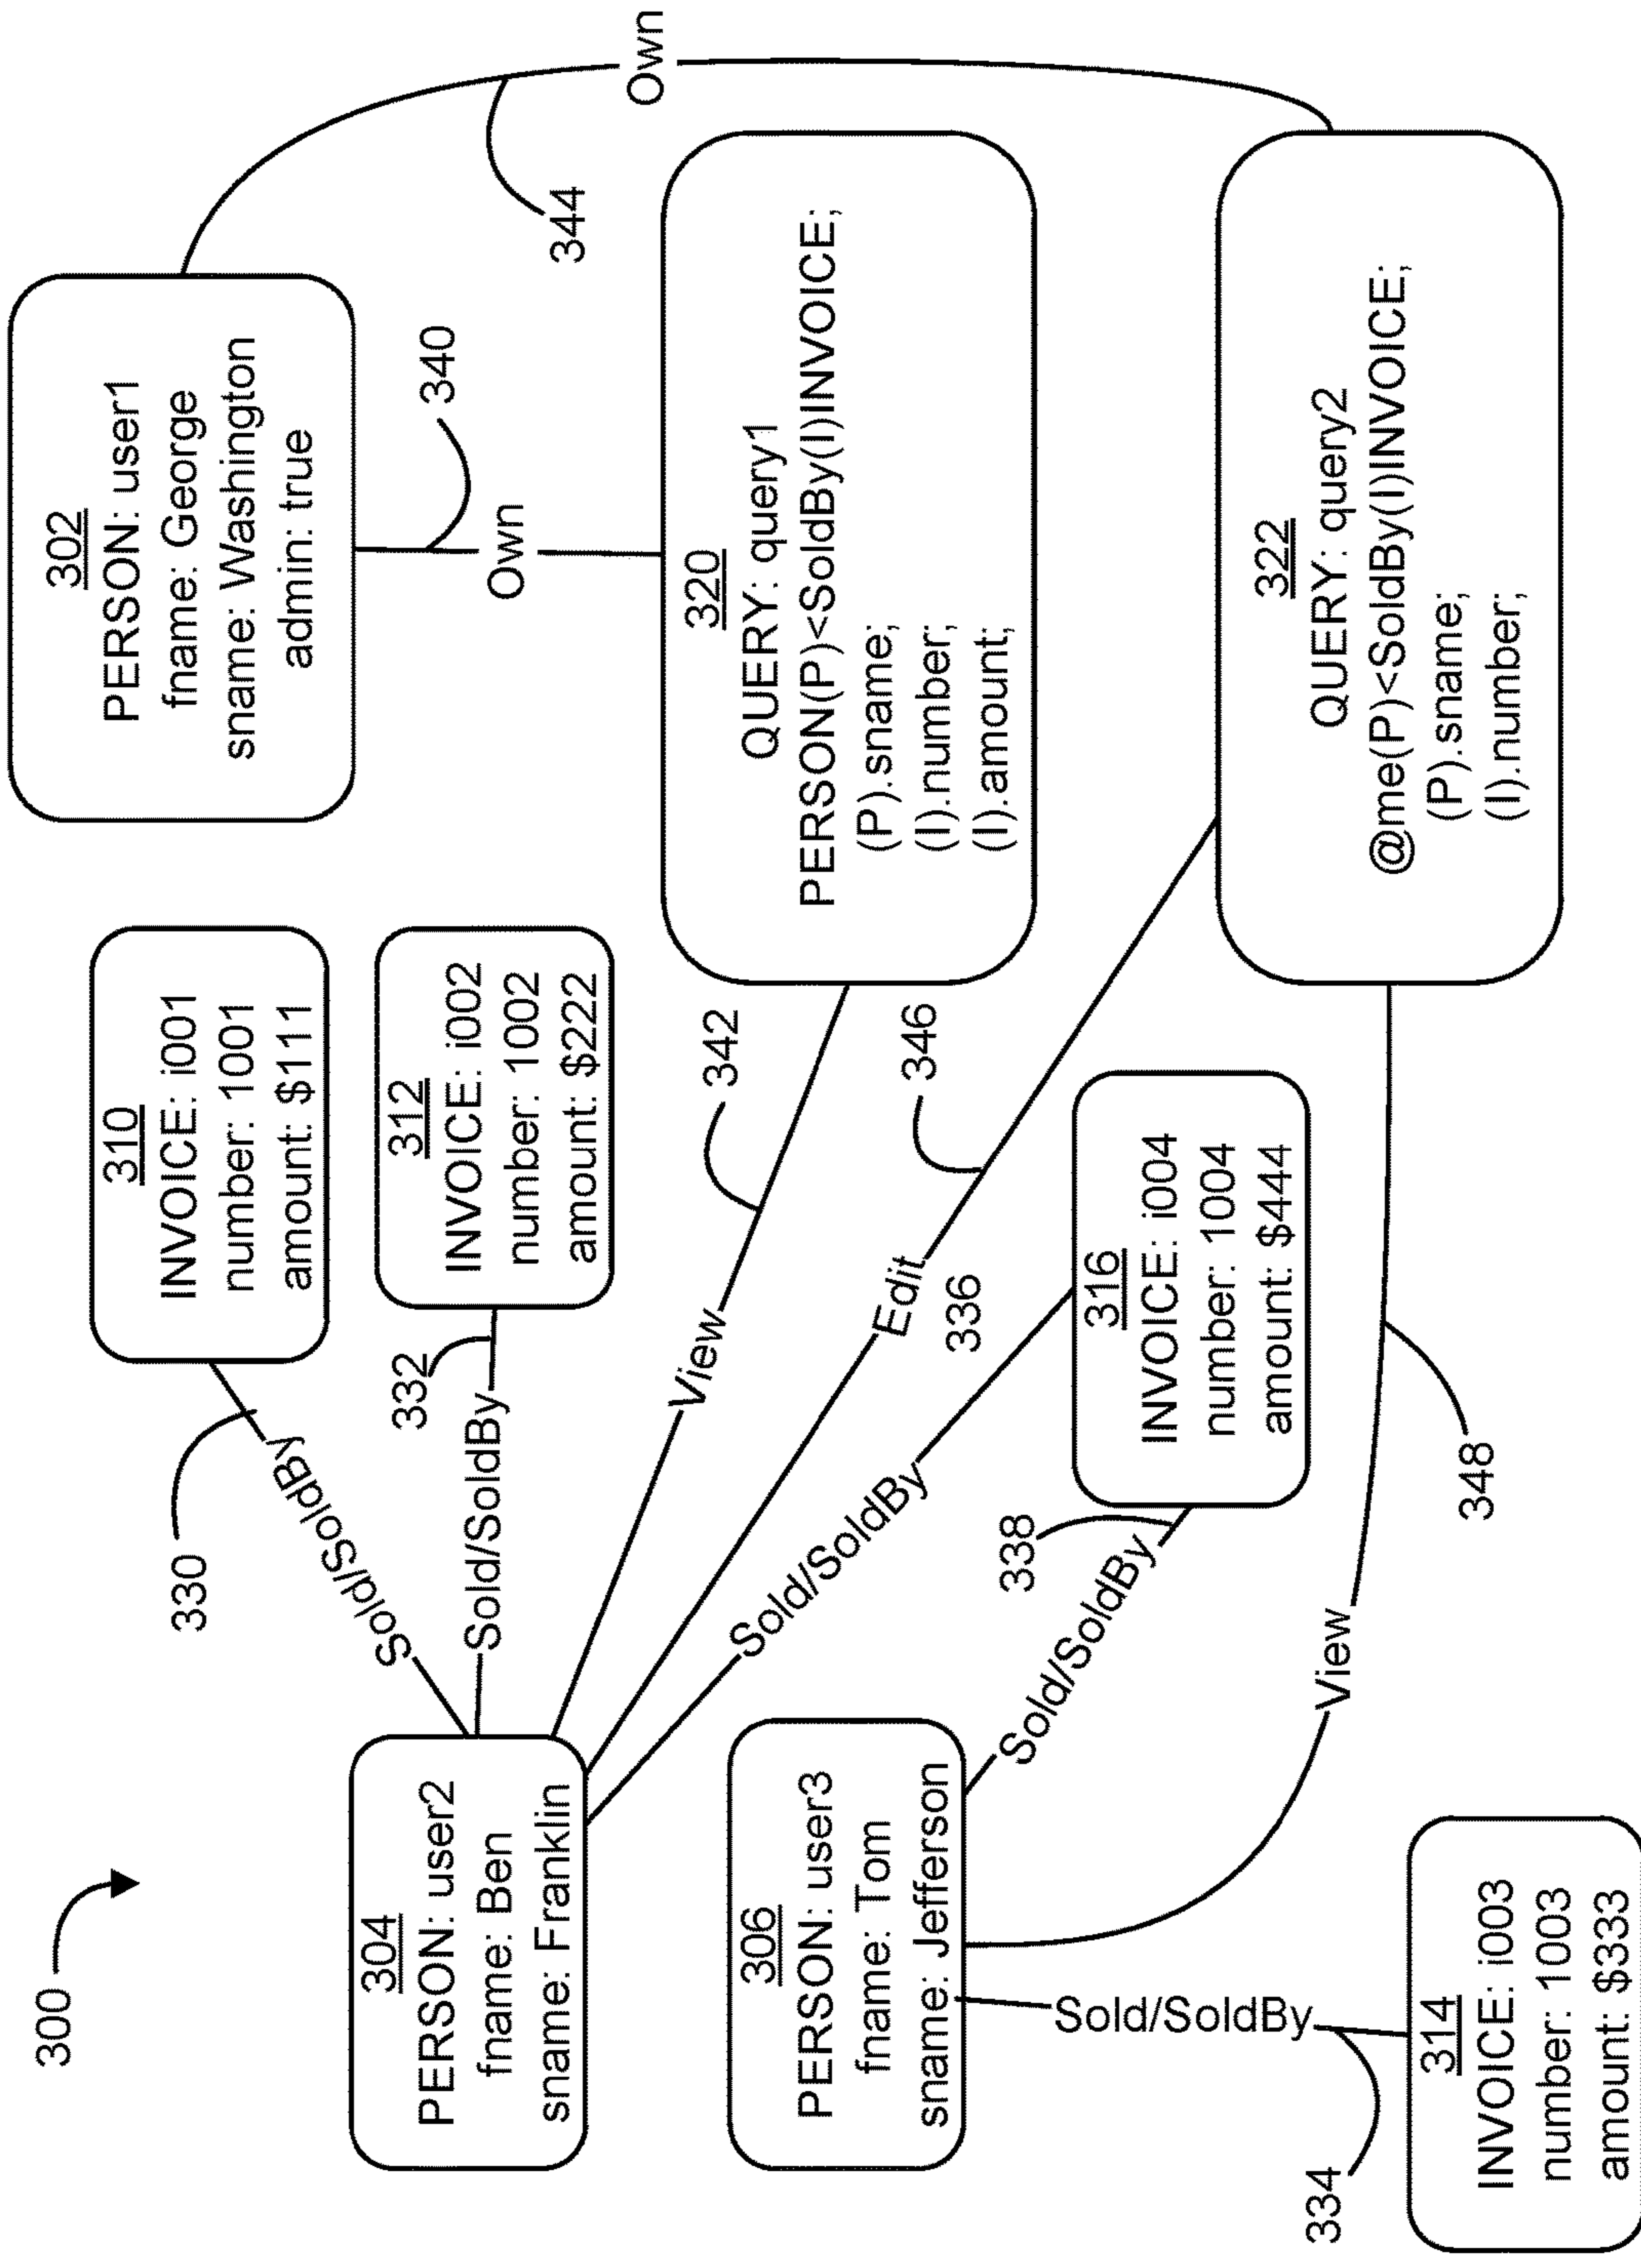 300
304
PERSON: user2
fname: Ben
sname: Franklin
306
PERSON: user3
fname: Tom
sname: Jefferson
314
INVOICE: i003
number: 1003
amount: $333
334
Sold/SoldBy
330
Sold/SoldBy
332
Sold/SoldBy
View
342
Edit
346
336
Sold/SoldBy
338
Sold/SoldBy
View
348
310
INVOICE: i001
number: 1001
amount: $111
312
INVOICE: i002
number: 1002
amount: $222
316
INVOICE: i004
number: 1004
amount: $444
302
PERSON: user1
fname: George
sname: Washington
admin: true
340
Own
344
Own
320
QUERY: query1
PERSON(P)<SoldBy(I)INVOICE;
(P).sname;
(I).number;
(I).amount;
322
QUERY: query2
@me(P)<SoldBy(I)INVOICE;
(P).sname;
(I).number;